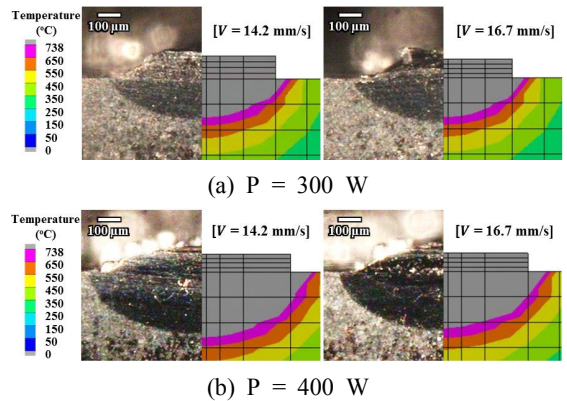 Temperature
(°C)
738
650
550
450
350
250
150
50
0
100 μm
[V = 14.2 mm/s]
100 μm
[V = 16.7 mm/s]
(a) P = 300 W
Temperature
(°C)
738
650
550
450
350
250
150
50
0
100 μm
[V = 14.2 mm/s]
100 μm
[V = 16.7 mm/s]
(b) P = 400 W